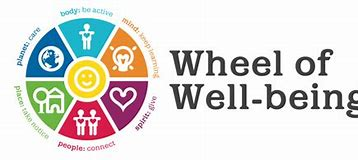 body: be active
mind: keep learning
spirit: give
people: connect
place: take notice
planet: care
Wheel of
Well-being